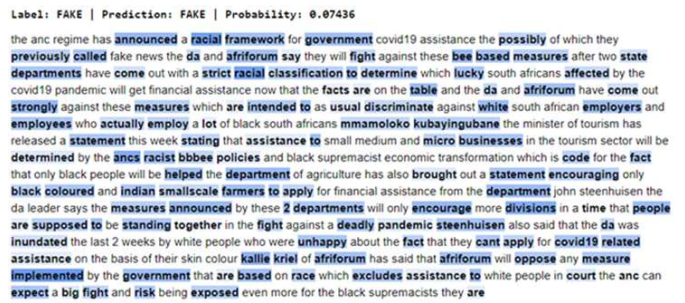 Label: FAKE | Prediction: FAKE | Probability: 0.07436
the anc regime has announced a racial framework for government covid19 assistance the possibly of which they
previously called fake news the da and afriforum say they will fight against these bee based measures after two state
departments have come out with a strict racial classification to determine which lucky south africans affected by the
covid19 pandemic will get financial assistance now that the facts are on the table and the da and afriforum have come out
strongly against these measures which are intended to as usual discriminate against white south african employers and
employees who actually employ a lot of black south africans mmamoloko kubayingubane the minister of tourism has
released a statement this week stating that assistance to small medium and micro businesses in the tourism sector will be
determined by the ancs racist bbbee policies and black supremacist economic transformation which is code for the fact
that only black people will be helped the department of agriculture has also brought out a statement encouraging only
black coloured and indian smallscale farmers to apply for financial assistance from the department john steenhuisen the
da leader says the measures announced by these 2 departments will only encourage more divisions in a time that people
are supposed to be standing together in the fight against a deadly pandemic steenhuisen also said that the da was
inundated the last 2 weeks by white people who were unhappy about the fact that they cant apply for covid19 related
assistance on the basis of their skin colour kallie kriel of afriforum has said that afriforum will oppose any measure
implemented by the government that are based on race which excludes assistance to white people in court the anc can
expect a big fight and risk being exposed even more for the black supremacists they are